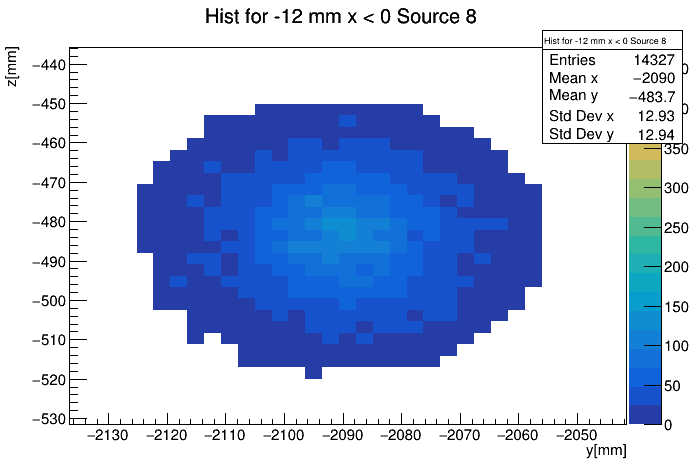 Hist for -12 mm x < 0 Source 8
Hist for -12 mm x < 0 Source 8
Entries 14327
Mean x −2090
Mean y −483.7
Std Dev x 12.93
Std Dev y 12.94
z[mm]
−440
−450
−460
−470
−480
−490
−500
−510
−520
−530
350
300
250
200
150
100
50
0
−2130 −2120 −2110 −2100 −2090 −2080 −2070 −2060 −2050
y[mm]